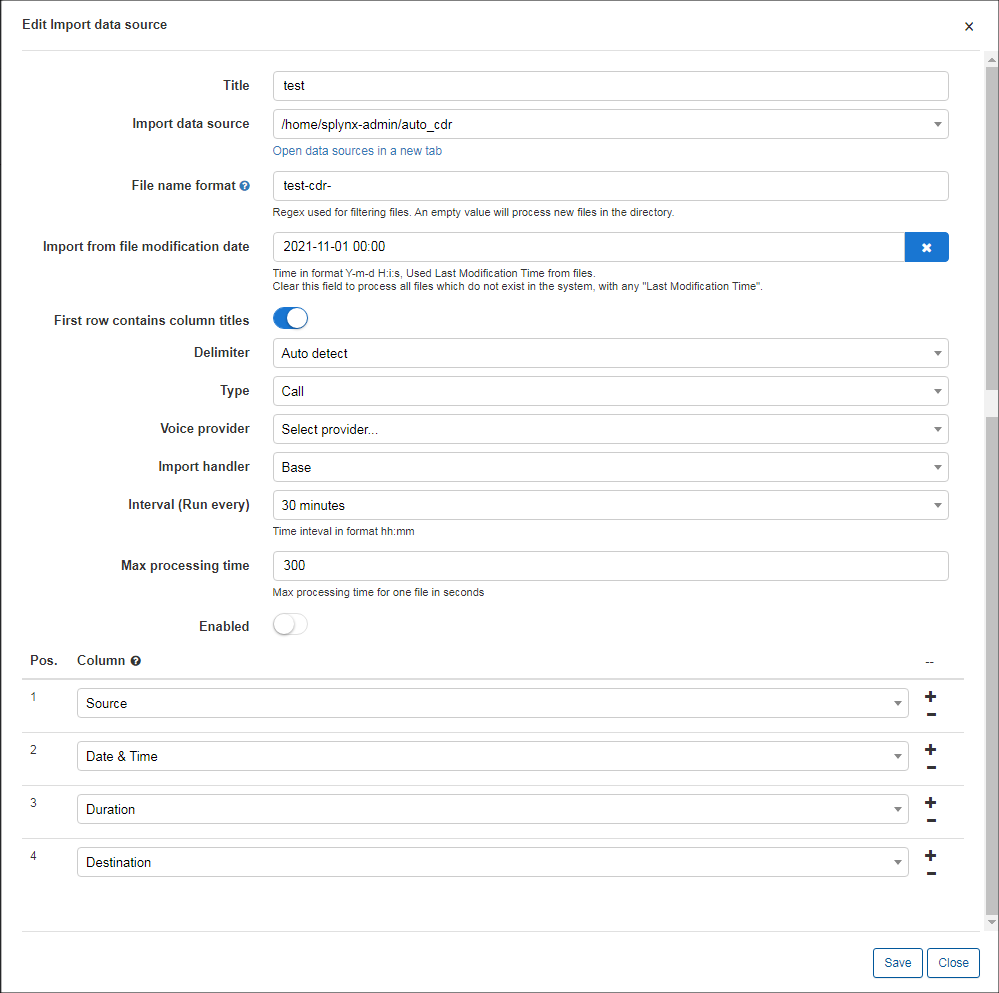 Edit Import data source
×
Title
test
Import data source
/home/splynx-admin/auto_cdr
Open data sources in a new tab
File name format ?
test-cdr-
Regex used for filtering files. An empty value will process new files in the directory.
Import from file modification date
2021-11-01 00:00
Time in format Y-m-d H:i:s, Used Last Modification Time from files.
Clear this field to process all files which do not exist in the system, with any "Last Modification Time".
First row contains column titles
Delimiter
Auto detect
Type
Call
Voice provider
Select provider...
Import handler
Base
Interval (Run every)
30 minutes
Time inteval in format hh:mm
Max processing time
300
Max processing time for one file in seconds
Enabled
Pos. Column ? --
1 Source
2 Date & Time
3 Duration
4 Destination
Save Close